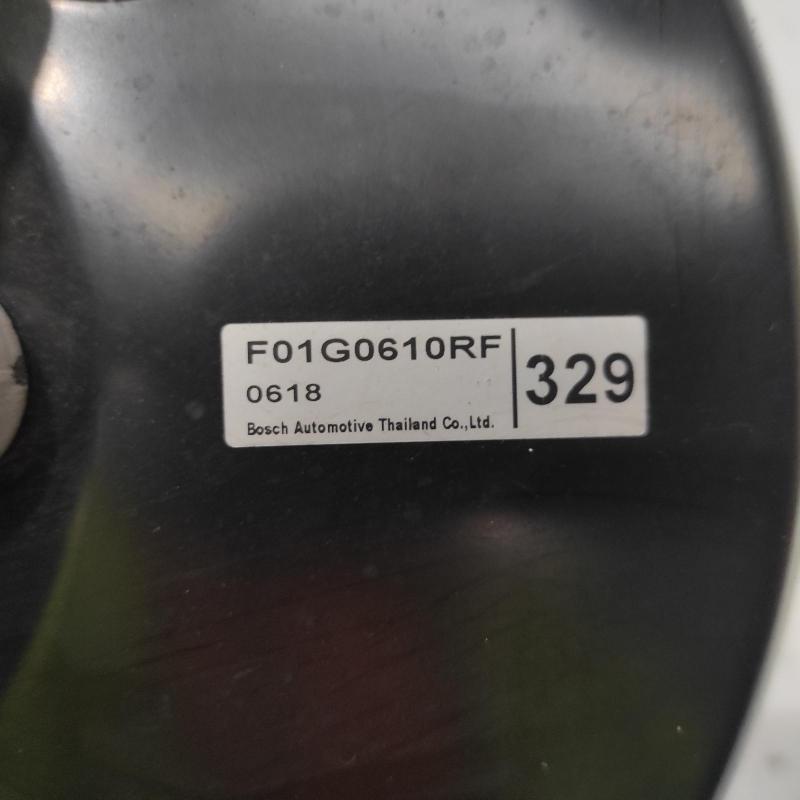 F01G0610RF
0618
Bosch Automotive Thailand Co.,Ltd.
329